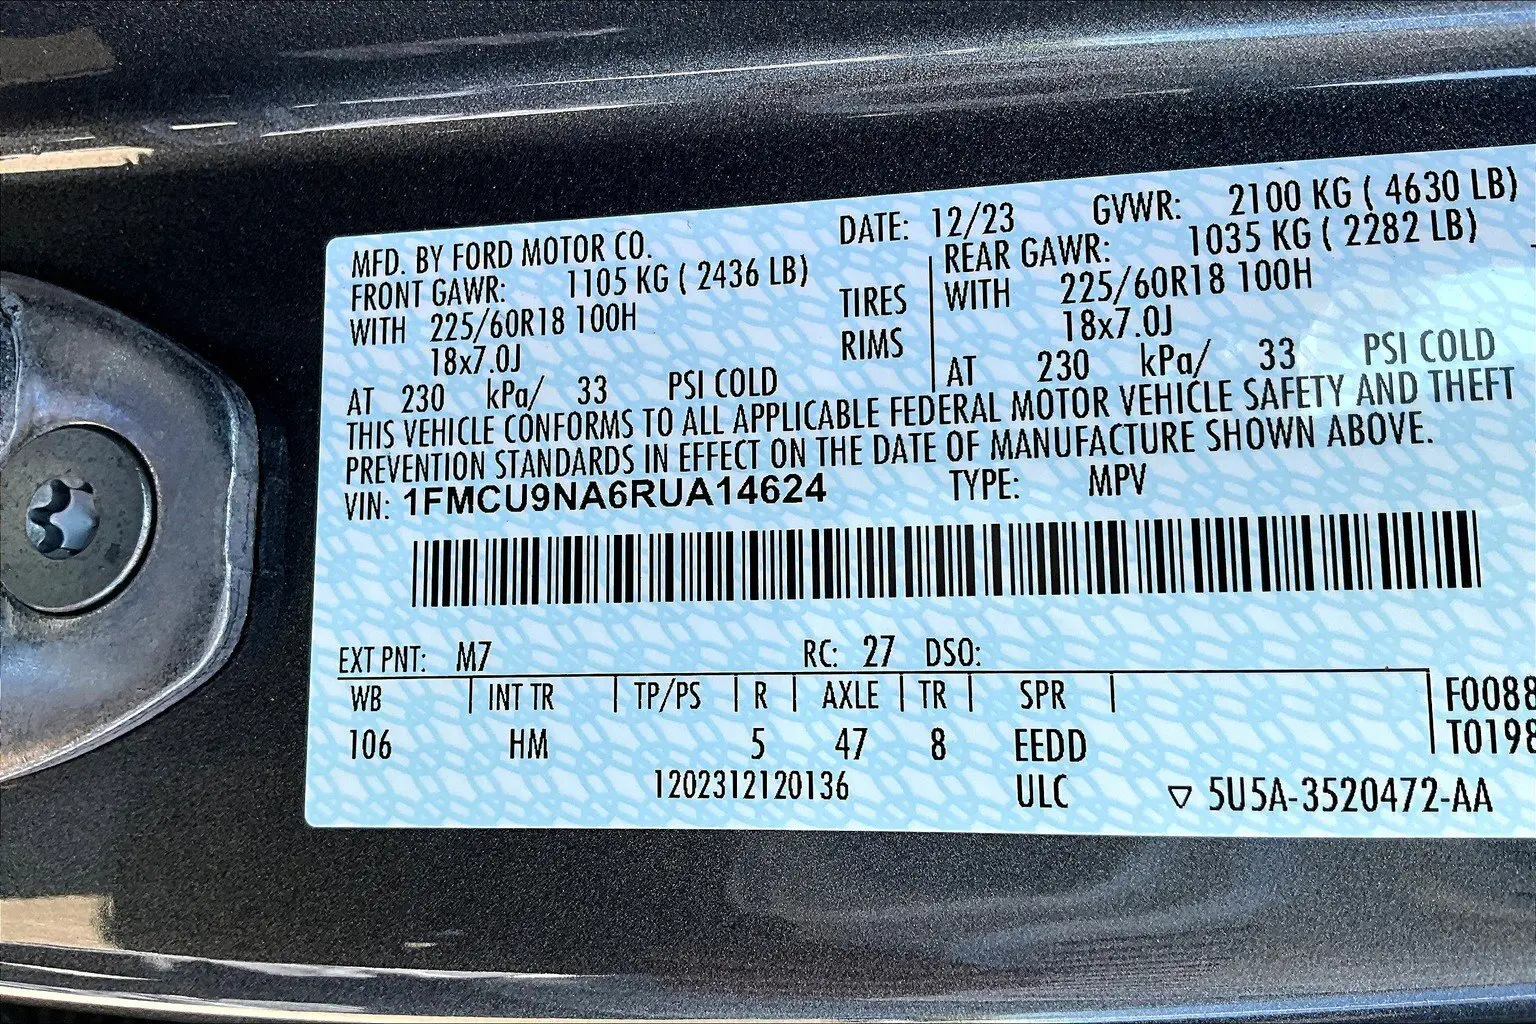 MFD. BY FORD MOTOR CO. DATE: 12/23 GVWR: 2100 KG ( 4630 LB)
FRONT GAWR: 1105 KG ( 2436 LB) REAR GAWR: 1035 KG ( 2282 LB)
WITH 225/60R18 100H TIRES WITH 225/60R18 100H
18x7.0J RIMS 18x7.0J
AT 230 kPa/ 33 PSI COLD AT 230 kPa/ 33 PSI COLD
THIS VEHICLE CONFORMS TO ALL APPLICABLE FEDERAL MOTOR VEHICLE SAFETY AND THEFT
PREVENTION STANDARDS IN EFFECT ON THE DATE OF MANUFACTURE SHOWN ABOVE.
VIN: 1FMCU9NA6RUA14624 TYPE: MPV
EXT PNT: M7 RC: 27 DSO:
WB INT TR TP/PS R AXLE TR SPR F0088
106 HM 5 47 8 EEDD T0198
1202312120136 ULC ▽ 5U5A-3520472-AA